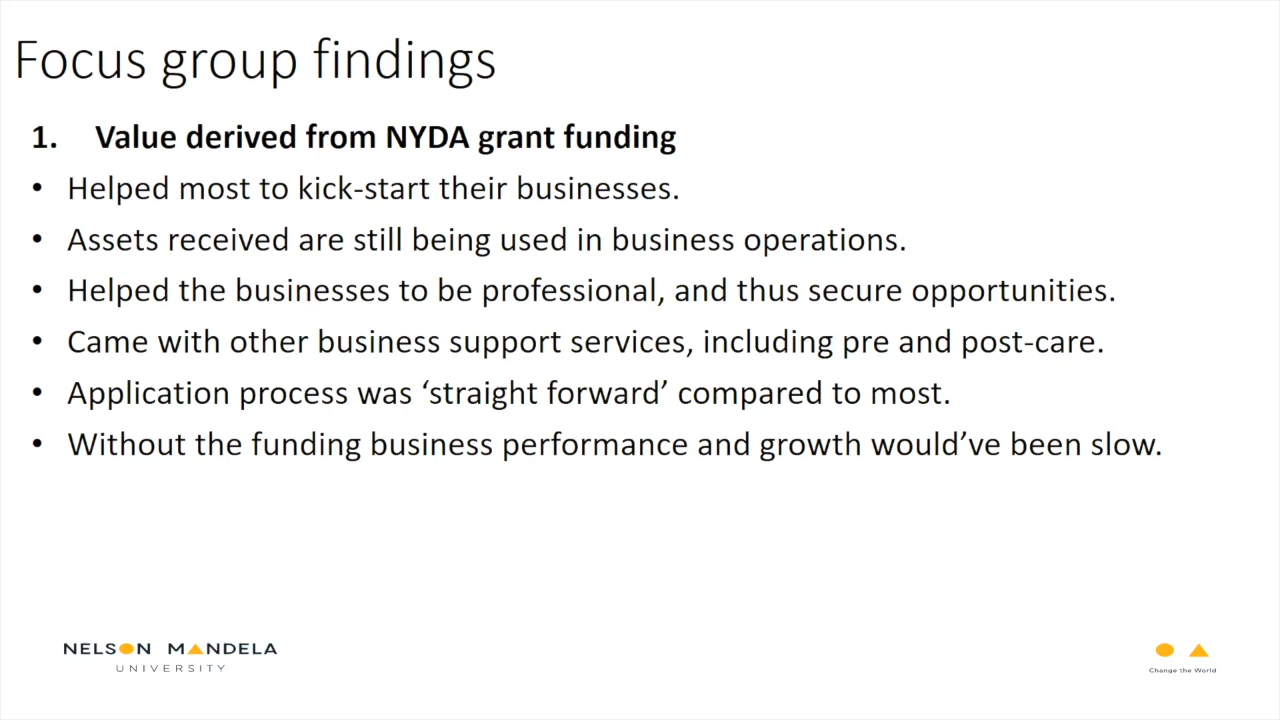 Focus group findings
1. Value derived from NYDA grant funding
• Helped most to kick-start their businesses.
• Assets received are still being used in business operations.
• Helped the businesses to be professional, and thus secure opportunities.
• Came with other business support services, including pre and post-care.
• Application process was ‘straight forward’ compared to most.
• Without the funding business performance and growth would’ve been slow.
NELSON MANDELA
UNIVERSITY
Change the World